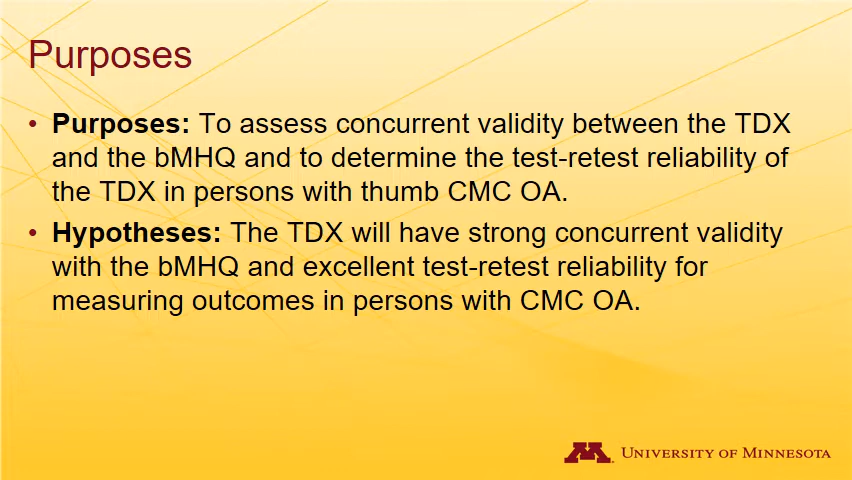 Purposes
• Purposes: To assess concurrent validity between the TDX
and the bMHQ and to determine the test-retest reliability of
the TDX in persons with thumb CMC OA.
• Hypotheses: The TDX will have strong concurrent validity
with the bMHQ and excellent test-retest reliability for
measuring outcomes in persons with CMC OA.
M UNIVERSITY OF MINNESOTA